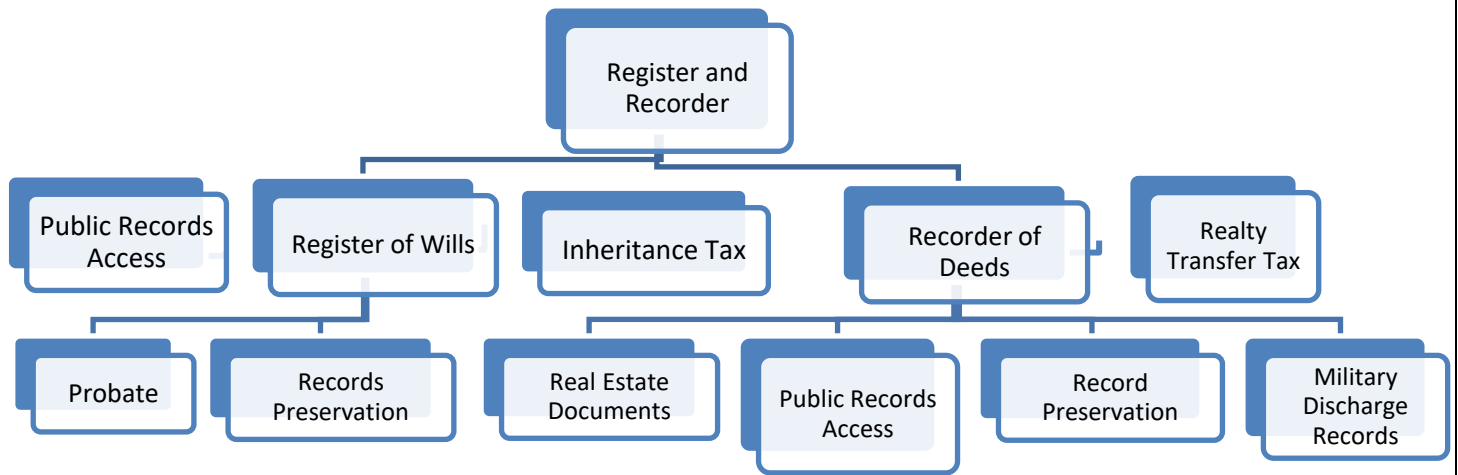 Register and
Recorder
Public Records
Access
Register of Wills
Inheritance Tax
Recorder of
Deeds
Realty
Transfer Tax
Probate
Records
Preservation
Real Estate
Documents
Public Records
Access
Record
Preservation
Military
Discharge
Records